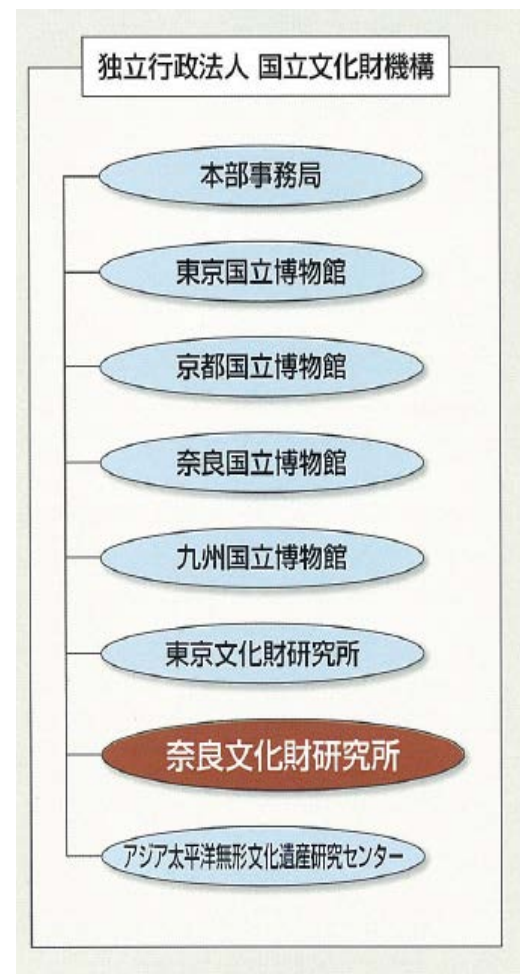 独立行政法人 国立文化財機構
本部事務局
東京国立博物館
京都国立博物館
奈良国立博物館
九州国立博物館
東京文化財研究所
奈良文化財研究所
アジア太平洋無形文化遺産研究センター